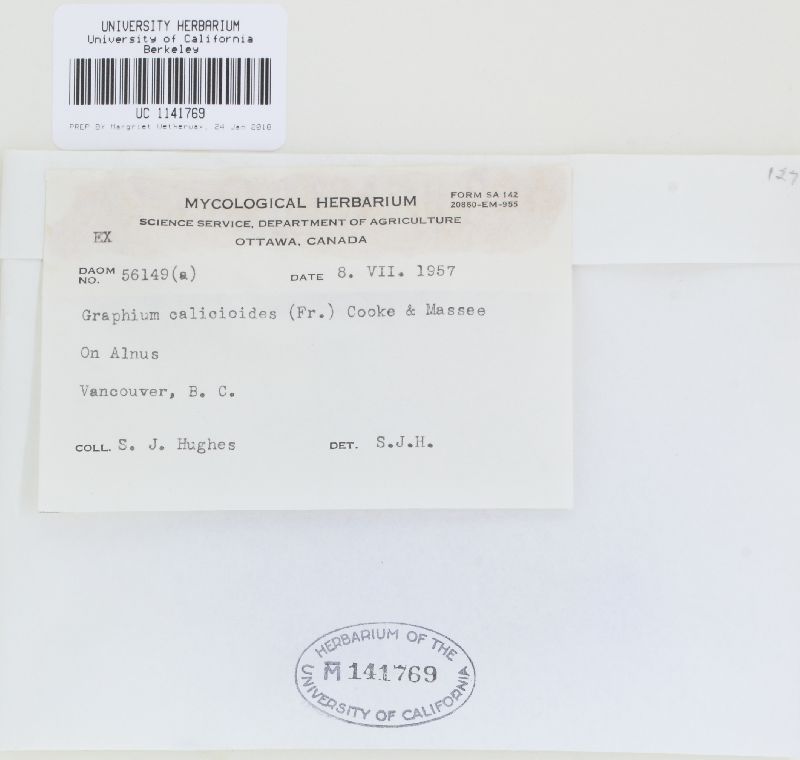 UNIVERSITY HERBARIUM
University of California
Berkeley
UC 1141769
PREP By Margriet Wetherwax, 24 Jan 2018
127
MYCOLOGICAL HERBARIUM
FORM SA 142
20860-EM-955
SCIENCE SERVICE, DEPARTMENT OF AGRICULTURE
EX
OTTAWA, CANADA
DAOM NO. 56149(a) DATE 8. VII. 1957
Graphium calicioides (Fr.) Cooke & Massee
On Alnus
Vancouver, B. C.
COLL. S. J. Hughes DET. S.J.H.
HERBARIUM OF THE
M 141769
UNIVERSITY OF CALIFORNIA